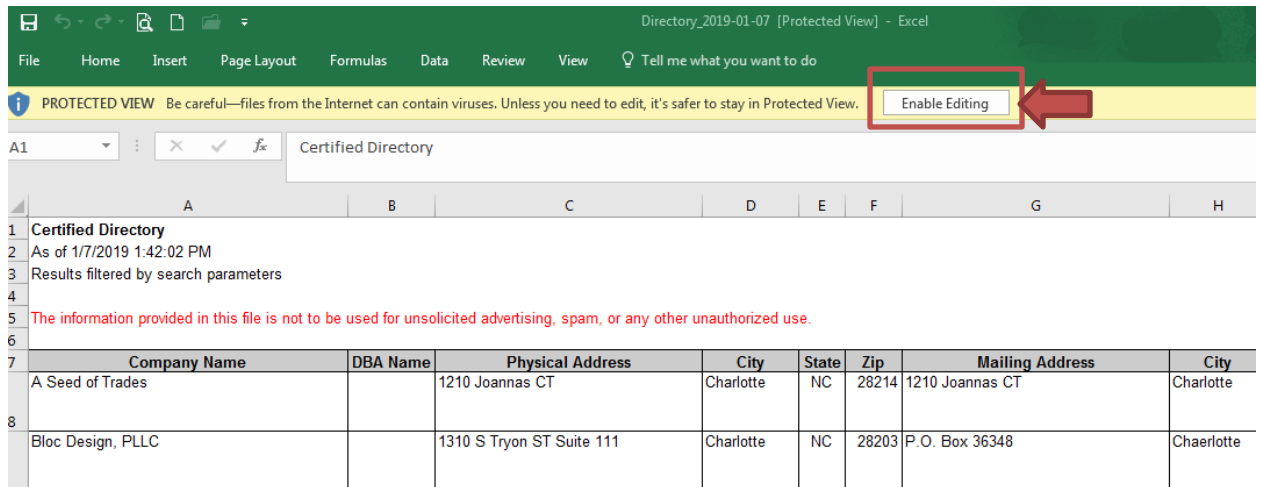 Directory_2019-01-07 [Protected View] - Excel
File Home Insert Page Layout Formulas Data Review View Tell me what you want to do
PROTECTED VIEW Be careful—files from the Internet can contain viruses. Unless you need to edit, it's safer to stay in Protected View. Enable Editing
A1 fx Certified Directory
A B C D E F G H
1 Certified Directory
2 As of 1/7/2019 1:42:02 PM
3 Results filtered by search parameters
4
5 The information provided in this file is not to be used for unsolicited advertising, spam, or any other unauthorized use.
6
7 Company Name DBA Name Physical Address City State Zip Mailing Address City
8 A Seed of Trades 1210 Joannas CT Charlotte NC 28214 1210 Joannas CT Charlotte
Bloc Design, PLLC 1310 S Tryon ST Suite 111 Charlotte NC 28203 P.O. Box 36348 Chaerlotte